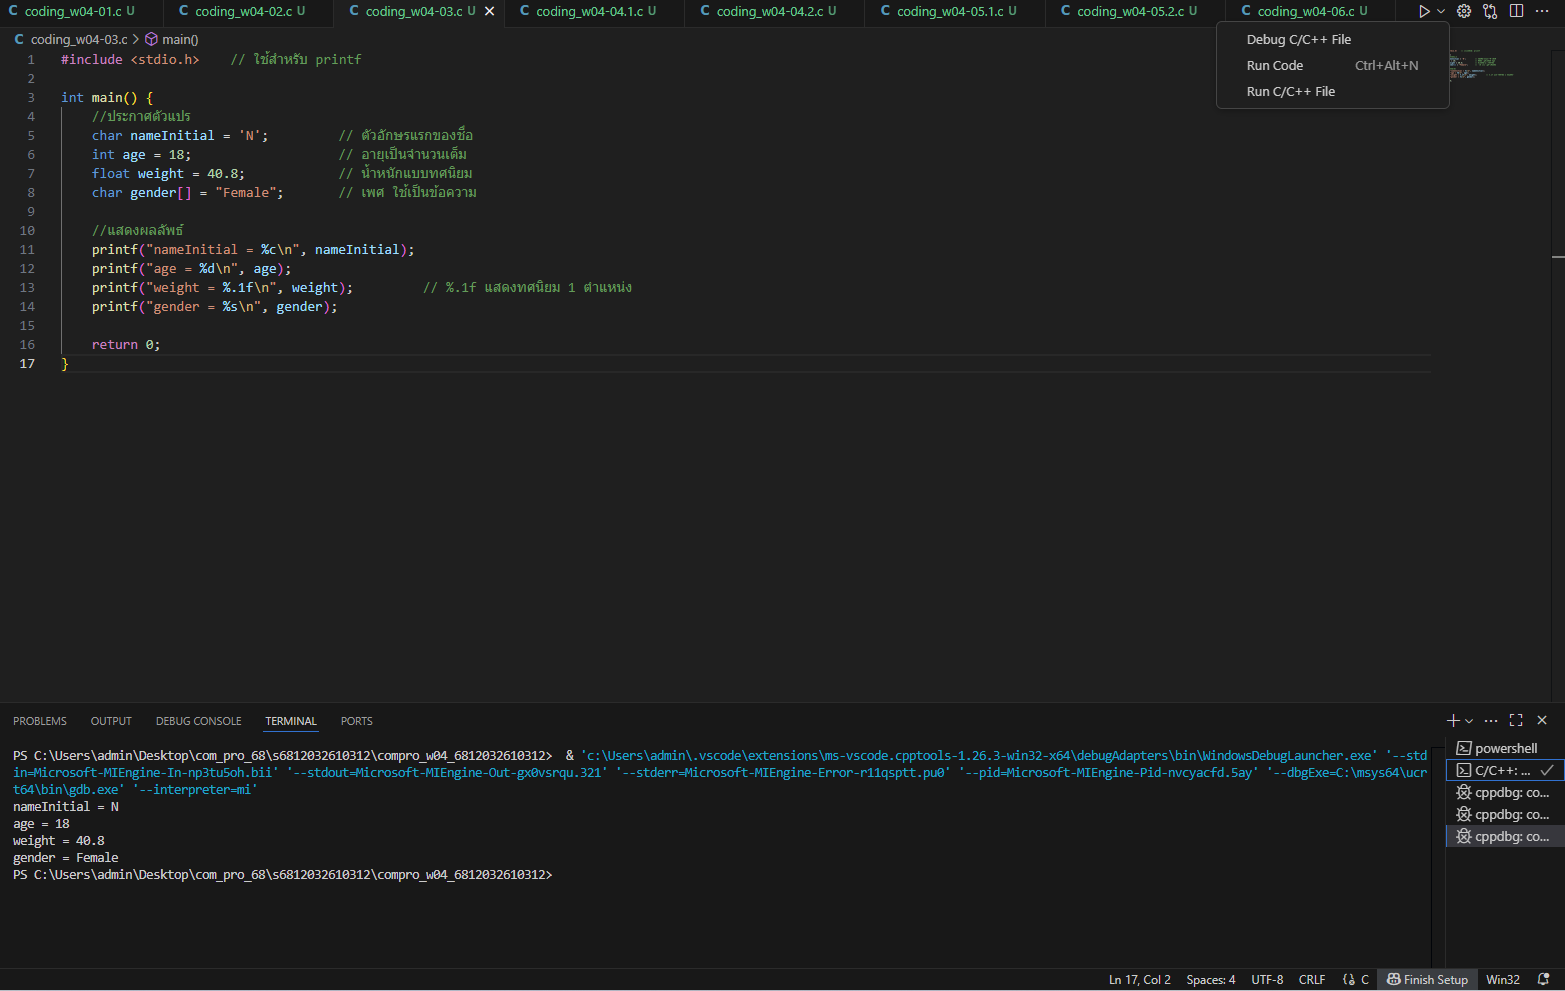 coding_w04-01.c U coding_w04-02.c U coding_w04-03.c U coding_w04-04.1.c U coding_w04-04.2.c U coding_w04-05.1.c U coding_w04-05.2.c U coding_w04-06.c U
coding_w04-03.c > main()
Debug C/C++ File
Run Code Ctrl+Alt+N
Run C/C++ File
1 #include <stdio.h>    // ใช้สำหรับ printf
2
3 int main() {
4     //ประกาศตัวแปร
5     char nameInitial = 'N';         // ตัวอักษรแรกของชื่อ
6     int age = 18;                   // อายุเป็นจำนวนเต็ม
7     float weight = 40.8;            // น้ำหนักแบบทศนิยม
8     char gender[] = "Female";       // เพศ ใช้เป็นข้อความ
9
10     //แสดงผลลัพธ์
11     printf("nameInitial = %c\n", nameInitial);
12     printf("age = %d\n", age);
13     printf("weight = %.1f\n", weight);         // %.1f แสดงทศนิยม 1 ตำแหน่ง
14     printf("gender = %s\n", gender);
15
16     return 0;
17 }
PROBLEMS OUTPUT DEBUG CONSOLE TERMINAL PORTS
PS C:\Users\admin\Desktop\com_pro_68\s6812032610312\compro_w04_6812032610312>  & 'c:\Users\admin\.vscode\extensions\ms-vscode.cpptools-1.26.3-win32-x64\debugAdapters\bin\WindowsDebugLauncher.exe' '--std
in=Microsoft-MIEngine-In-np3tu5oh.bii' '--stdout=Microsoft-MIEngine-Out-gx0vsrqu.321' '--stderr=Microsoft-MIEngine-Error-r11qsptt.pu0' '--pid=Microsoft-MIEngine-Pid-nvcyacfd.5ay' '--dbgExe=C:\msys64\ucr
t64\bin\gdb.exe' '--interpreter=mi'
nameInitial = N
age = 18
weight = 40.8
gender = Female
PS C:\Users\admin\Desktop\com_pro_68\s6812032610312\compro_w04_6812032610312>
powershell
C/C++: ...
cppdbg: co...
cppdbg: co...
cppdbg: co...
Ln 17, Col 2 Spaces: 4 UTF-8 CRLF C Finish Setup Win32